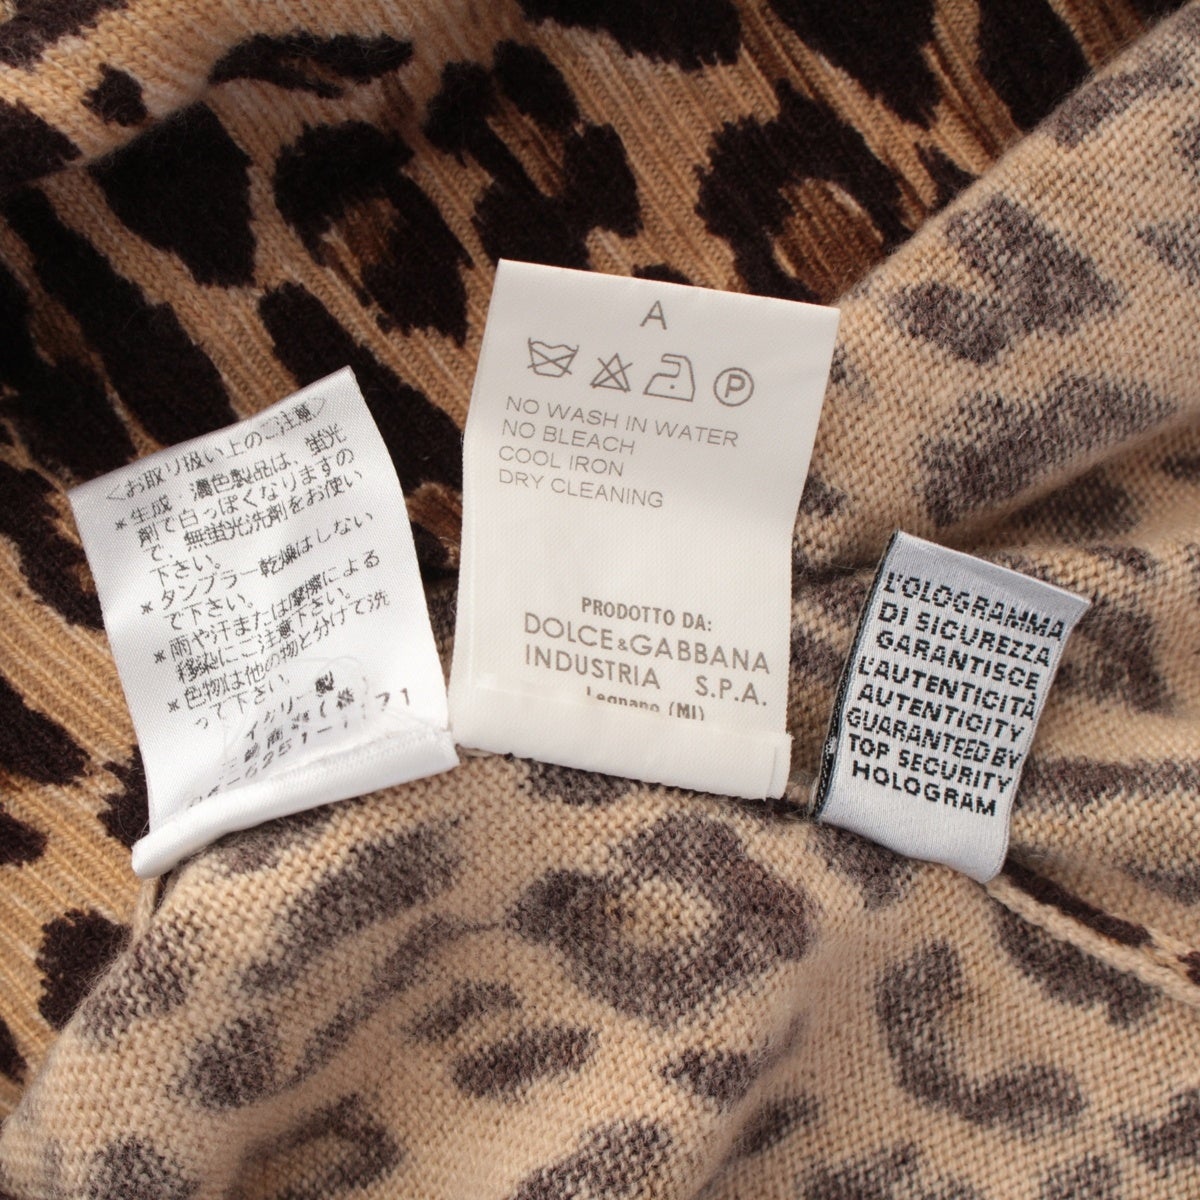 <お取り扱い上のご注意>
*生成・濃色製品は、蛍光
剤で白っぽくなりますの
で、無蛍光洗剤をお使い
下さい。
*タンブラー乾燥はしない
で下さい。
*雨や汗または摩擦による
移染にご注意下さい。
*色物は他の物と分けて洗
って下さい。
イタリー製
A
P
NO WASH IN WATER
NO BLEACH
COOL IRON
DRY CLEANING
PRODOTTO DA:
DOLCE&GABBANA
INDUSTRIA S.P.A.
Legnano (MI)
L'OLOGRAMMA
DI SICUREZZA
GARANTISCE
L'AUTENTICITÀ
AUTENTICITY
GUARANTEED BY
TOP SECURITY
HOLOGRAM